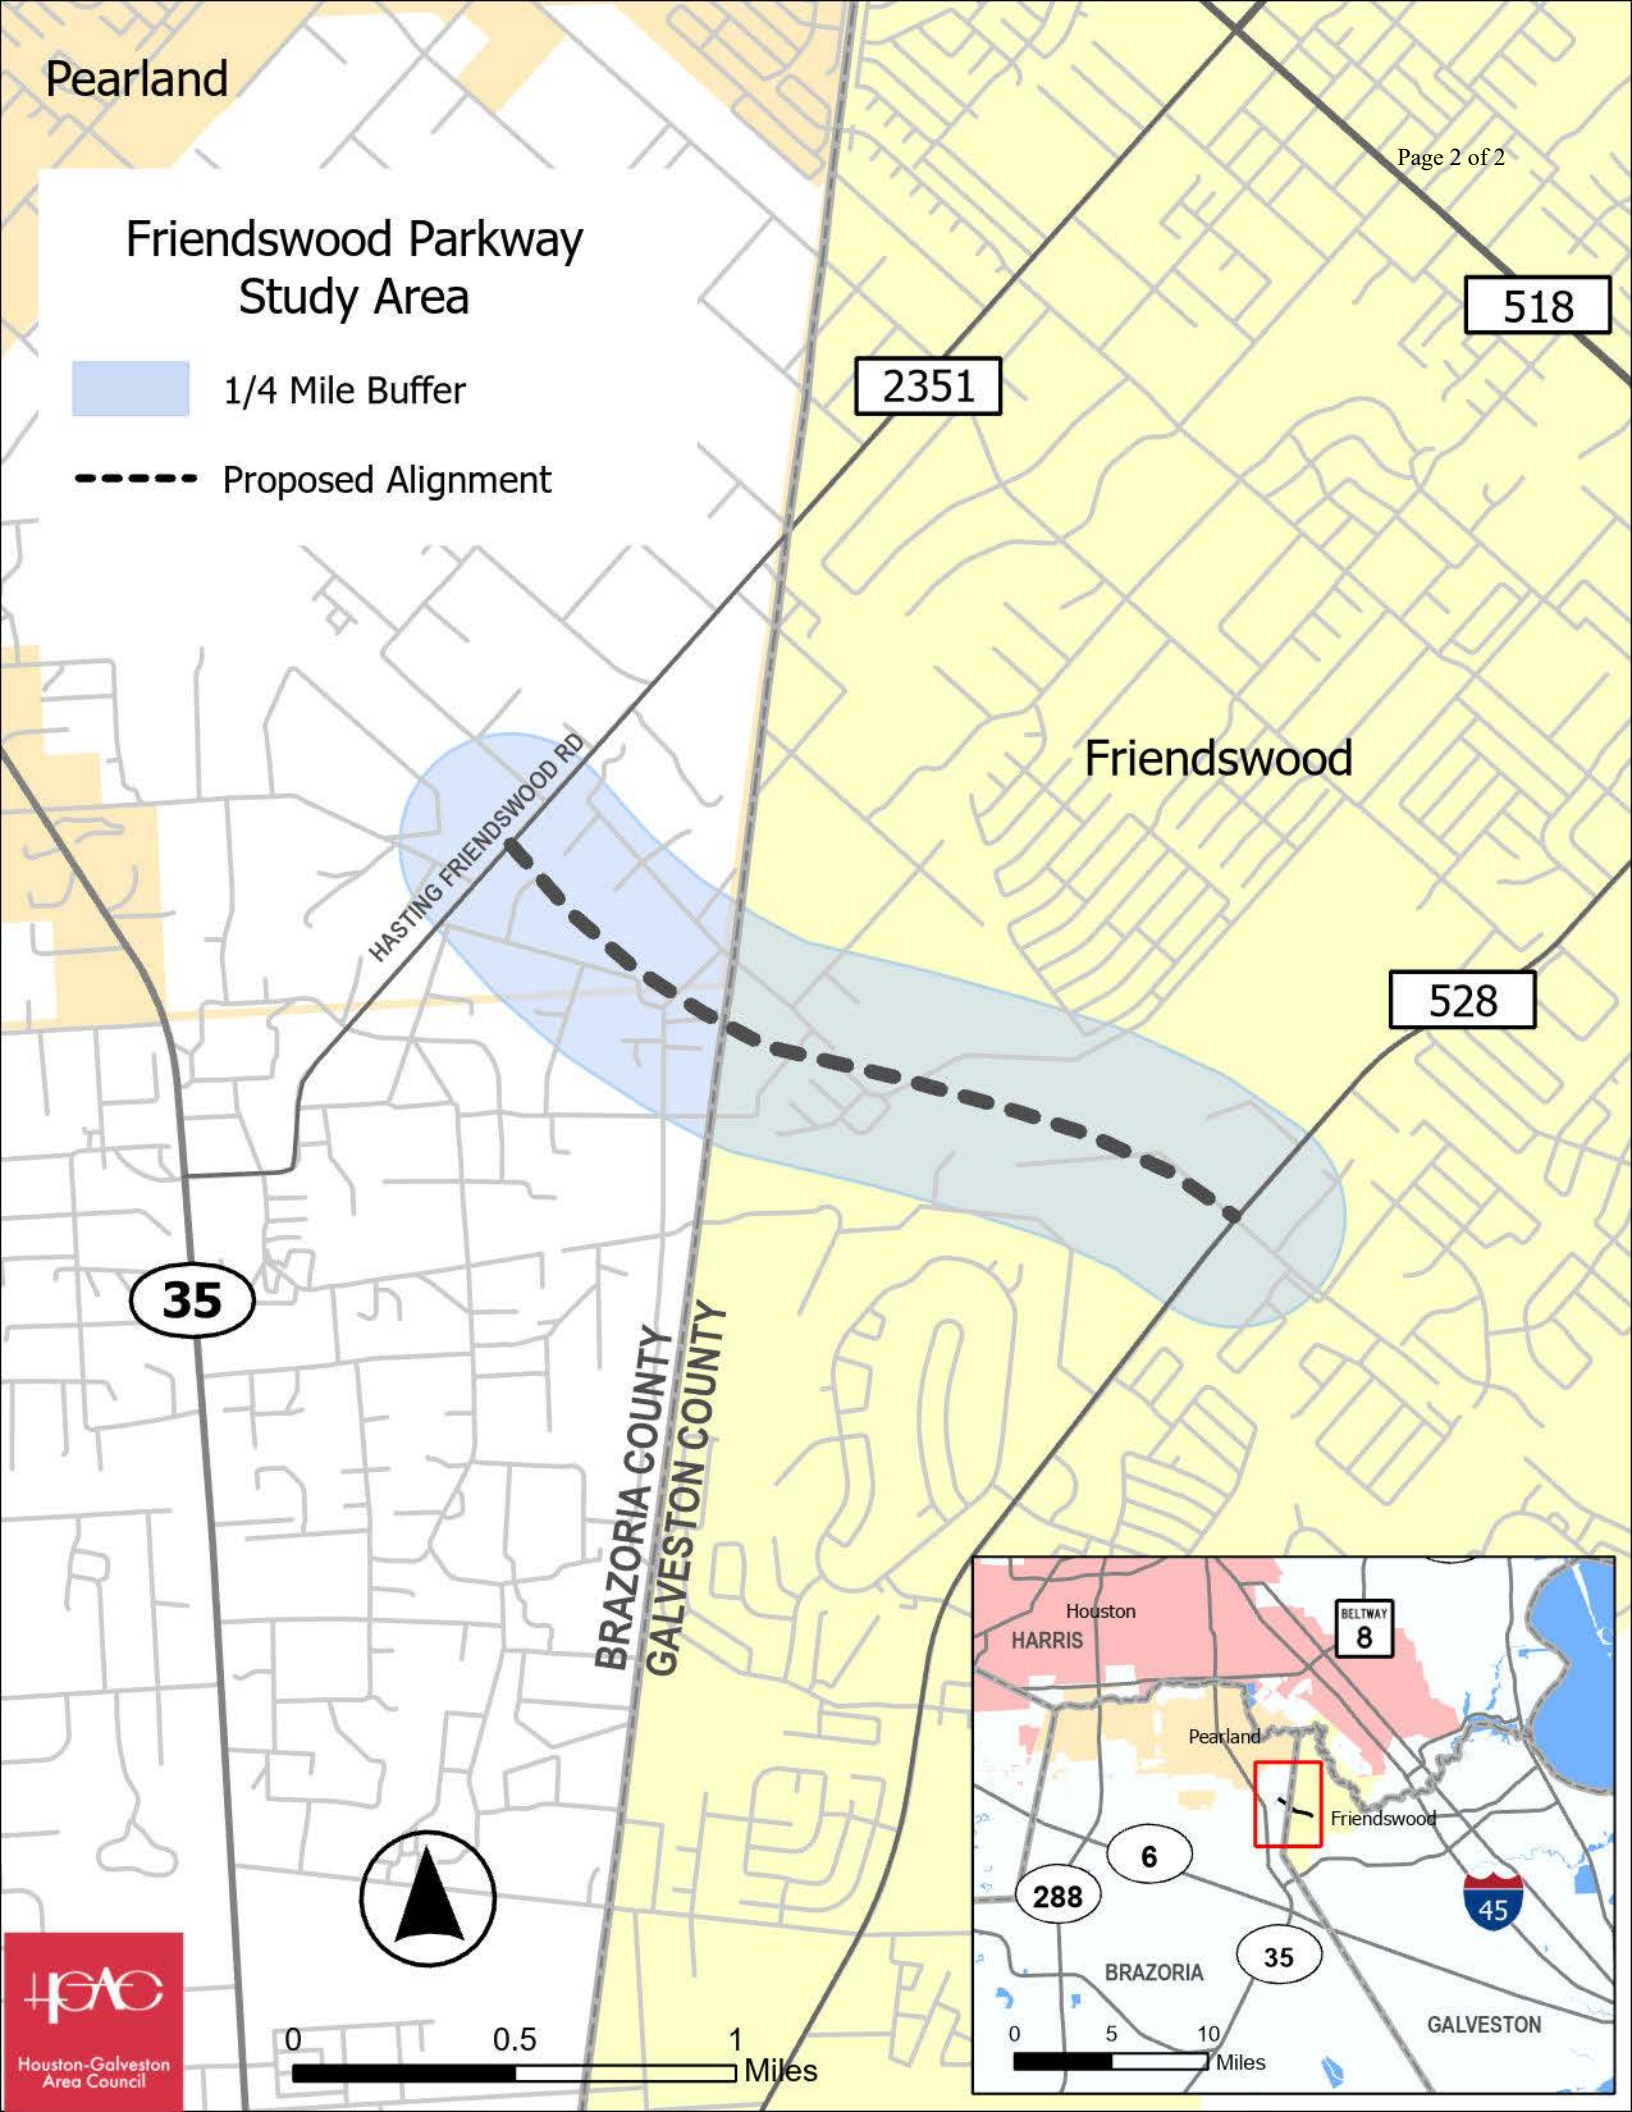 Pearland
Page 2 of 2
Friendswood Parkway
Study Area
518
1/4 Mile Buffer
2351
Proposed Alignment
HASTING FRIENDSWOOD RD
Friendswood
528
35
BRAZORIA COUNTY
GALVESTON COUNTY
Houston
HARRIS
BELTWAY
8
Pearland
Friendswood
6
288
45
35
BRAZORIA
GALVESTON
0 5 10
Miles
HGAC
Houston-Galveston
Area Council
0 0.5 1
Miles